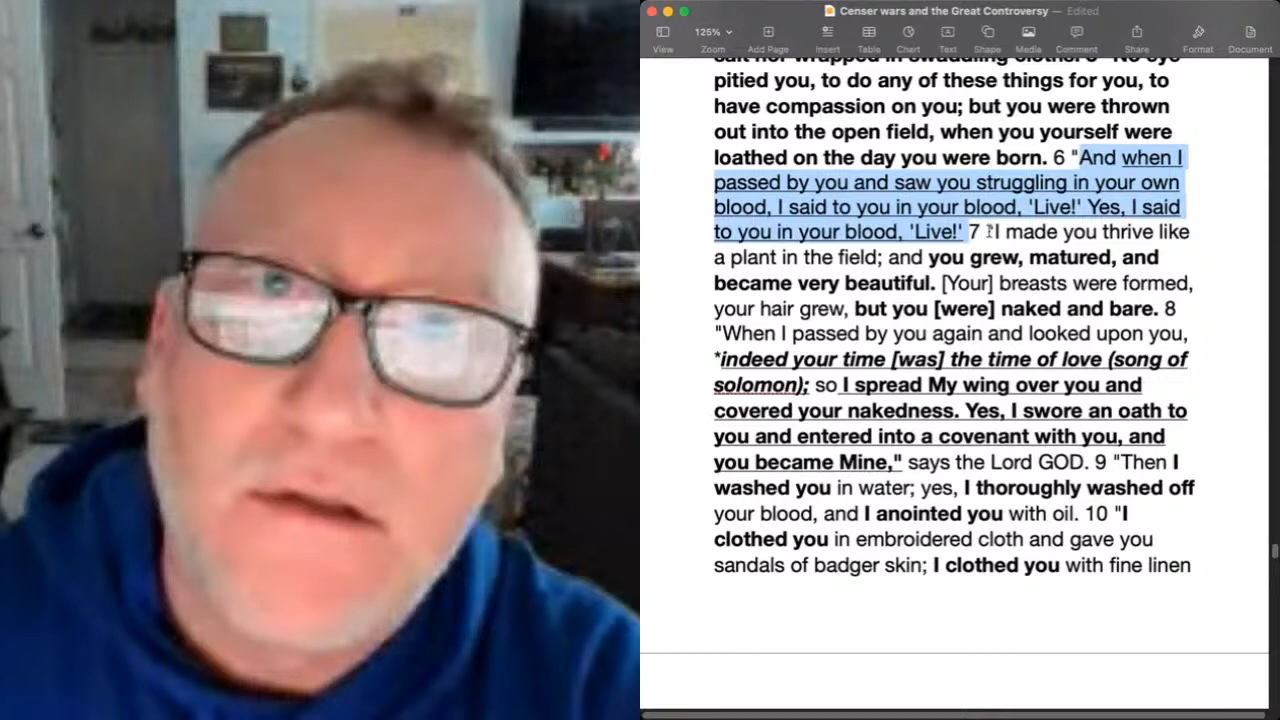 Censer wars and the Great Controversy — Edited
125%
View Zoom Add Page Insert Table Chart Text Shape Media Comment Share Format Document
pitied you, to do any of these things for you, to
have compassion on you; but you were thrown
out into the open field, when you yourself were
loathed on the day you were born. 6 "And when I
passed by you and saw you struggling in your own
blood, I said to you in your blood, 'Live!' Yes, I said
to you in your blood, 'Live!' 7 "I made you thrive like
a plant in the field; and you grew, matured, and
became very beautiful. [Your] breasts were formed,
your hair grew, but you [were] naked and bare. 8
"When I passed by you again and looked upon you,
*indeed your time [was] the time of love (song of
solomon); so I spread My wing over you and
covered your nakedness. Yes, I swore an oath to
you and entered into a covenant with you, and
you became Mine," says the Lord GOD. 9 "Then I
washed you in water; yes, I thoroughly washed off
your blood, and I anointed you with oil. 10 "I
clothed you in embroidered cloth and gave you
sandals of badger skin; I clothed you with fine linen